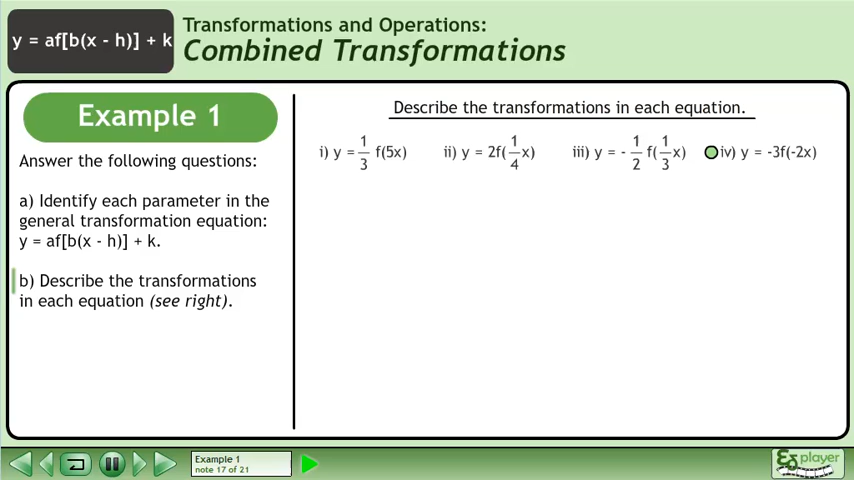 y = af[b(x - h)] + k
Transformations and Operations:
Combined Transformations
Example 1
Answer the following questions:
a) Identify each parameter in the
general transformation equation:
y = af[b(x - h)] + k.
b) Describe the transformations
in each equation (see right).
Describe the transformations in each equation.
i) y = 1/3 f(5x)
ii) y = 2f(1/4 x)
iii) y = - 1/2 f(1/3 x)
iv) y = -3f(-2x)
Example 1
note 17 of 21
player